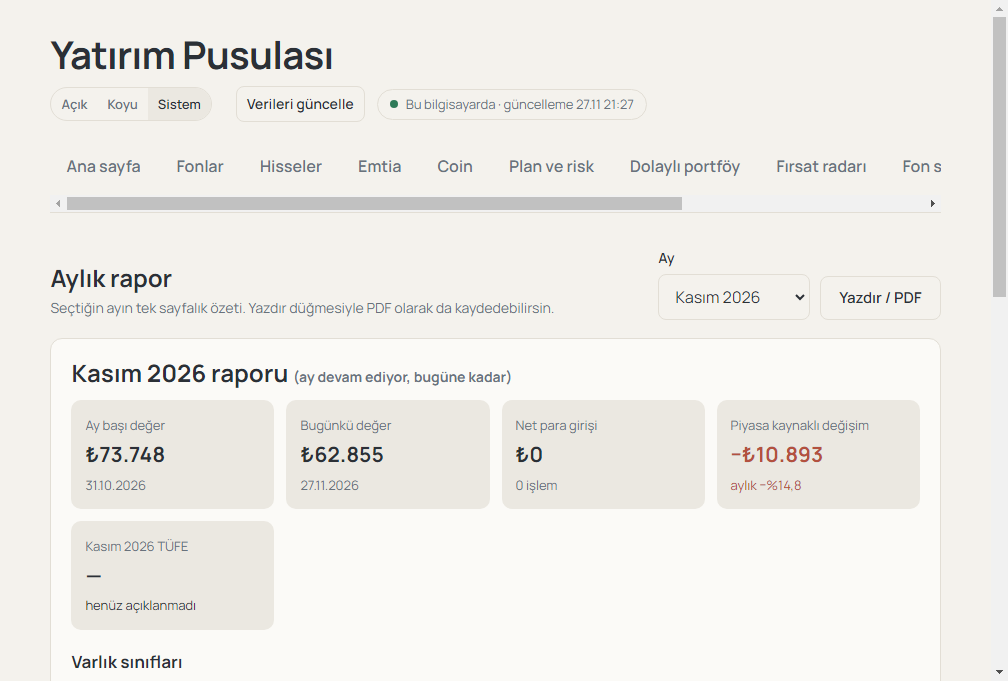 Yatırım Pusulası
Açık Koyu Sistem Verileri güncelle Bu bilgisayarda · güncelleme 27.11 21:27
Ana sayfa Fonlar Hisseler Emtia Coin Plan ve risk Dolaylı portföy Fırsat radarı Fon s
Ay
Aylık rapor
Seçtiğin ayın tek sayfalık özeti. Yazdır düğmesiyle PDF olarak da kaydedebilirsin.
Kasım 2026 Yazdır / PDF
Kasım 2026 raporu (ay devam ediyor, bugüne kadar)
Ay başı değer
₺73.748
31.10.2026
Bugünkü değer
₺62.855
27.11.2026
Net para girişi
₺0
0 işlem
Piyasa kaynaklı değişim
−₺10.893
aylık −%14,8
Kasım 2026 TÜFE
—
henüz açıklanmadı
Varlık sınıfları